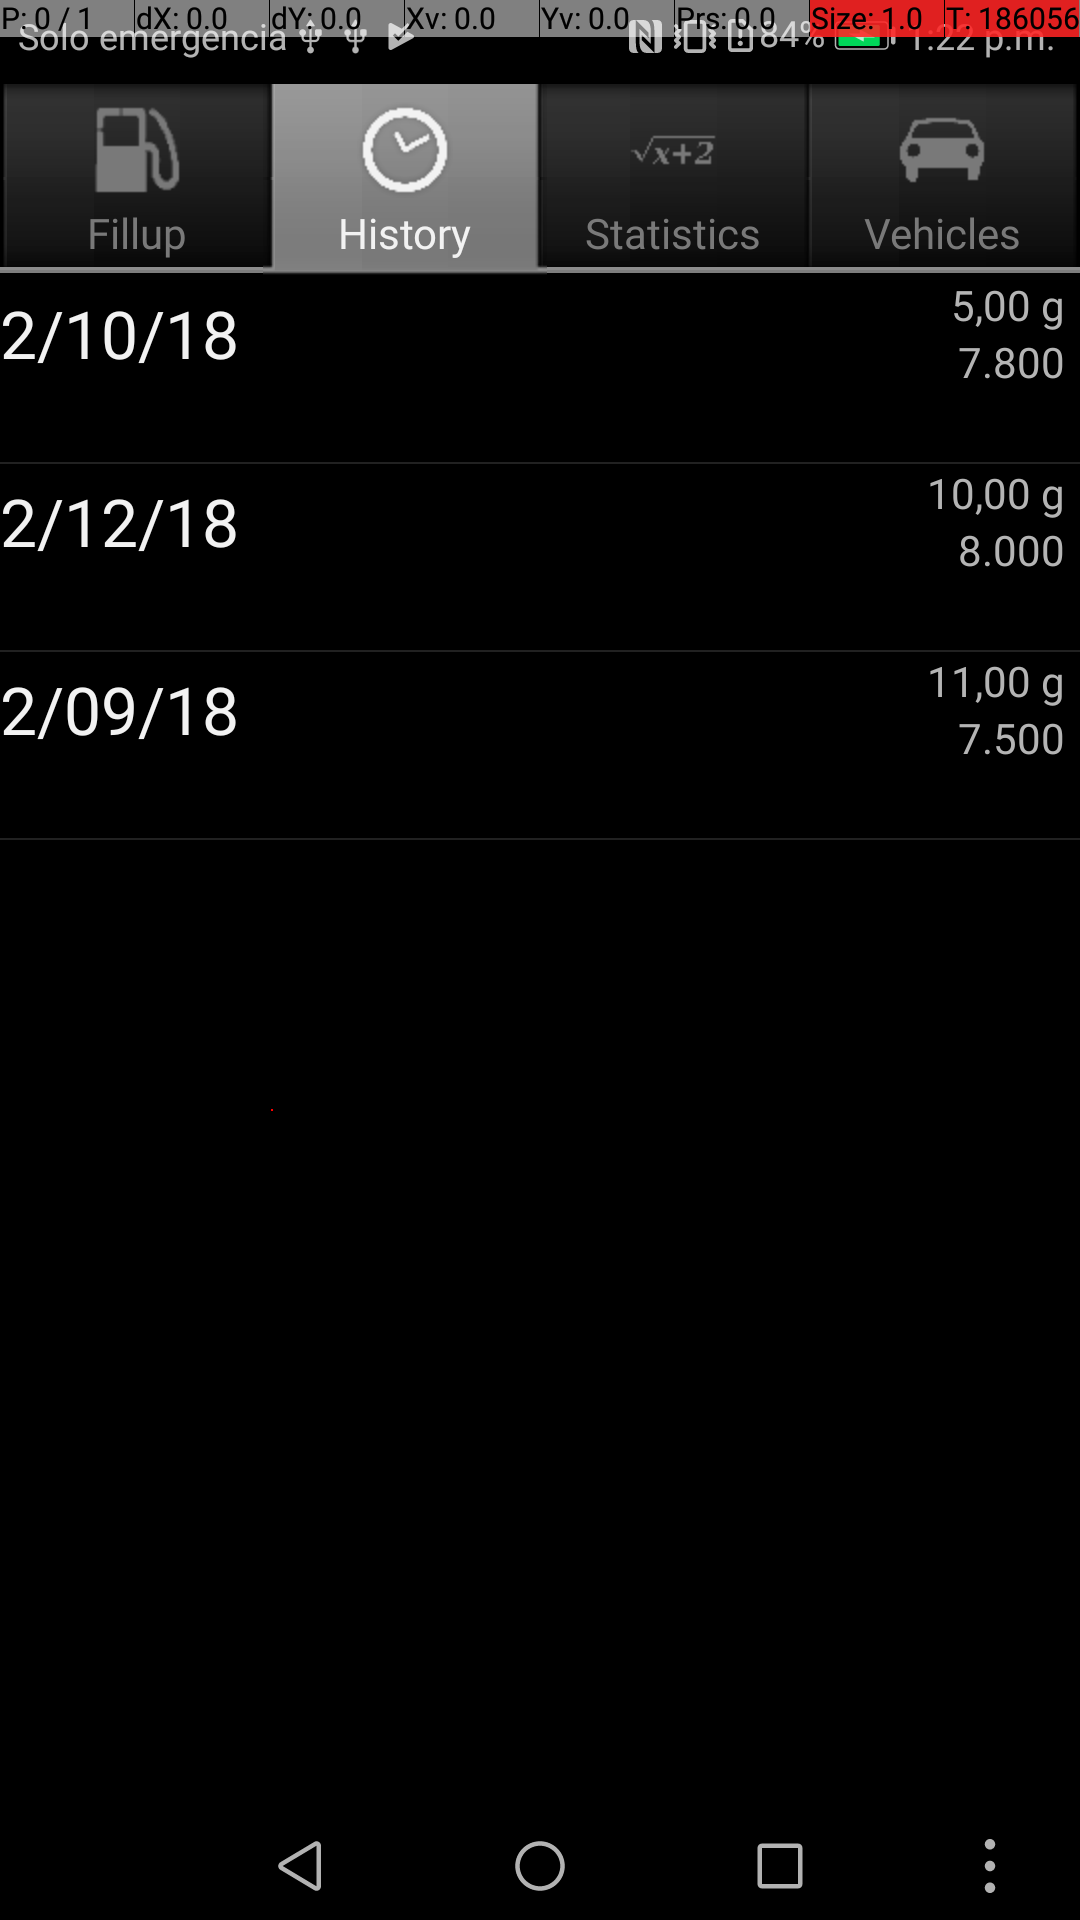 P: 0 / 1 dX: 0.0 dY: 0.0 Xv: 0.0 Yv: 0.0 Prs: 0.0 Size: 1.0 T: 186056
Solo emergencia 84% 1:22 p.m.
√x+2
Fillup History Statistics Vehicles
2/10/18 5,00 g
7.800
2/12/18 10,00 g
8.000
2/09/18 11,00 g
7.500